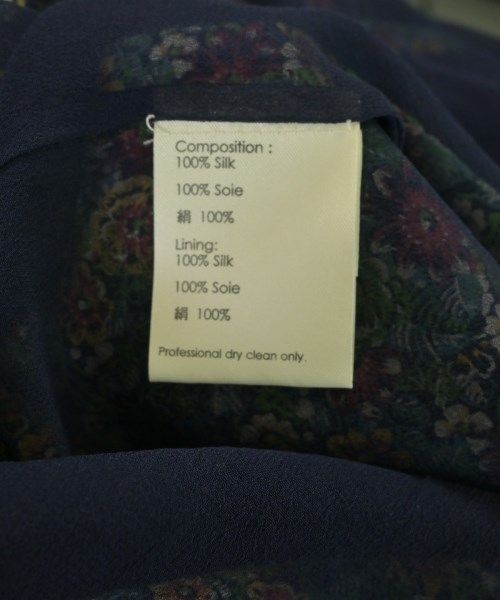 Composition :
100% Silk
100% Soie
絹 100%
Lining:
100% Silk
100% Soie
絹 100%
Professional dry clean only.